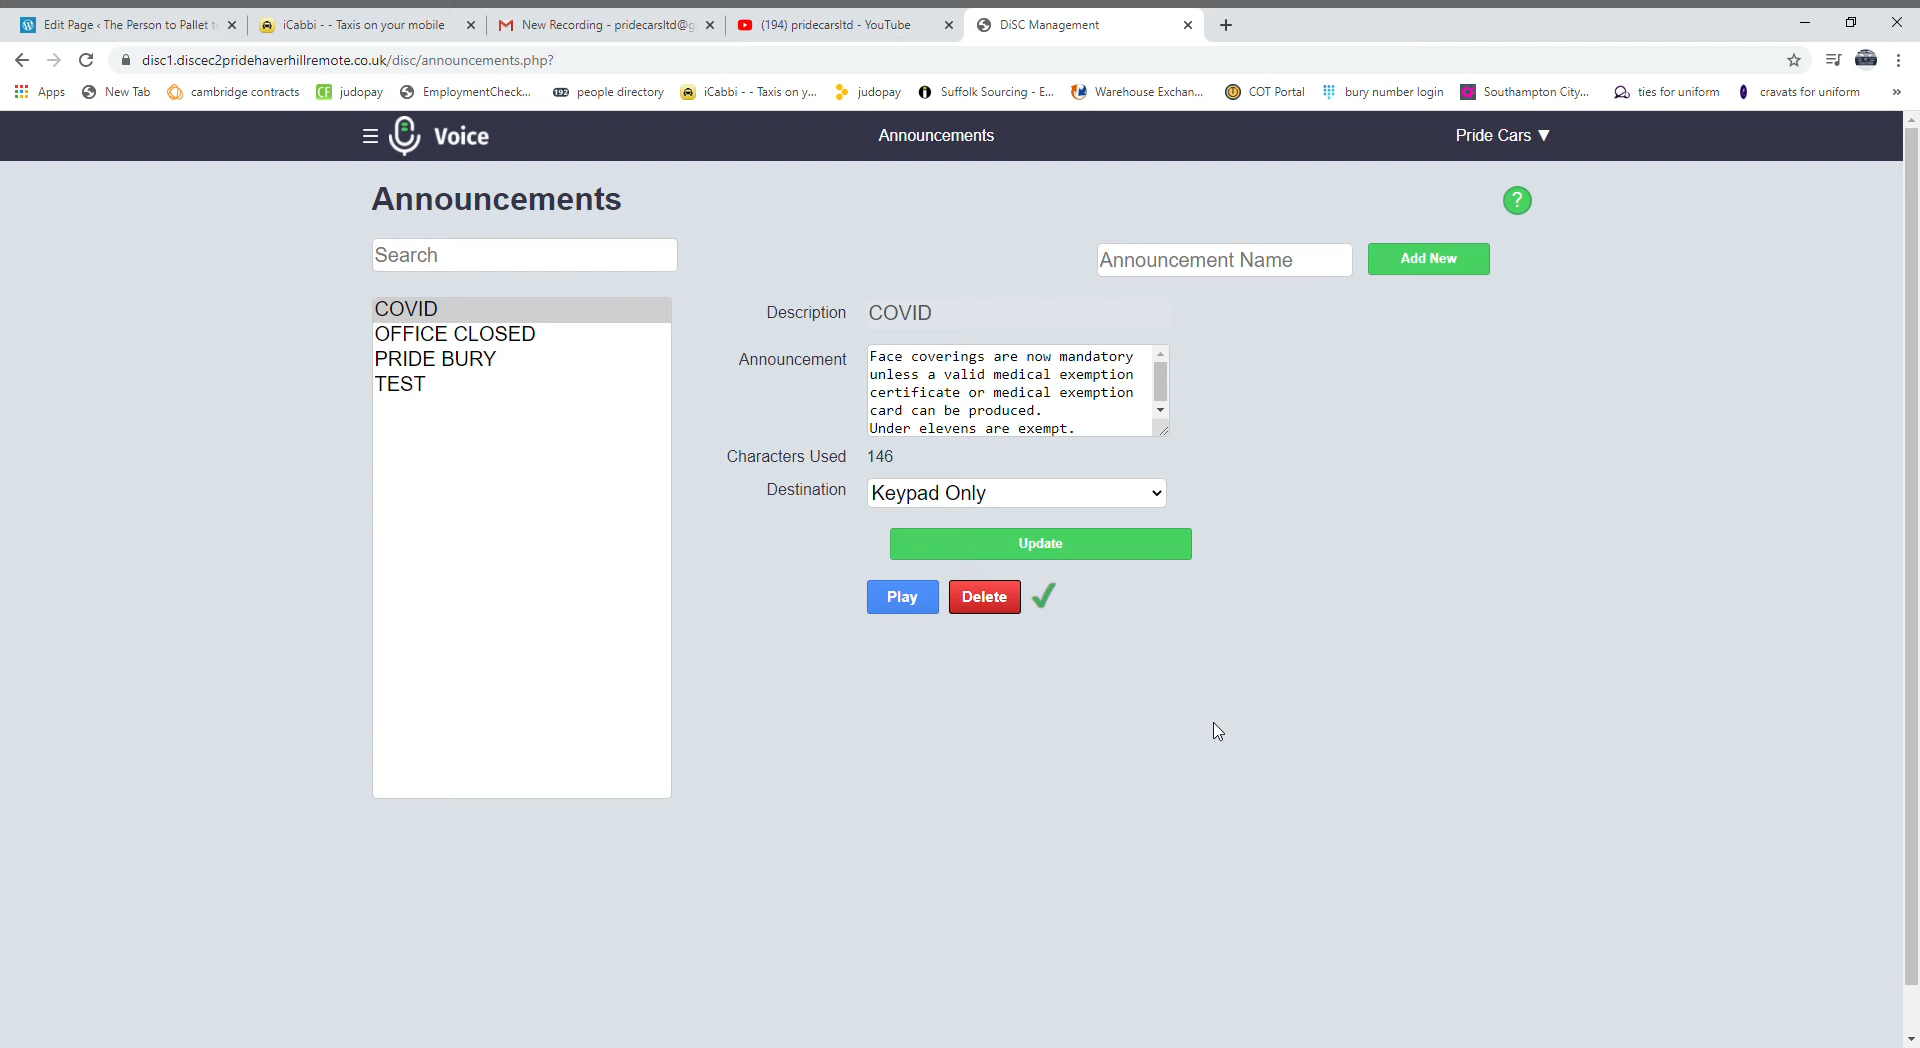 Edit Page ‹ The Person to Pallet t
iCabbi - - Taxis on your mobile
New Recording - pridecarsltd@g
(194) pridecarsltd - YouTube
DiSC Management
disc1.discec2pridehaverhillremote.co.uk/disc/announcements.php?
Apps
New Tab
cambridge contracts
CF judopay
EmploymentCheck...
192 people directory
iCabbi - - Taxis on y...
judopay
Suffolk Sourcing - E...
Warehouse Exchan...
COT Portal
bury number login
Southampton City...
ties for uniform
cravats for uniform
»
Voice
Announcements
Pride Cars ▼
Announcements
?
Search
Announcement Name
Add New
COVID
OFFICE CLOSED
PRIDE BURY
TEST
Description COVID
Announcement
Face coverings are now mandatory
unless a valid medical exemption
certificate or medical exemption
card can be produced.
Under elevens are exempt.
Characters Used 146
Destination Keypad Only
Update
Play
Delete